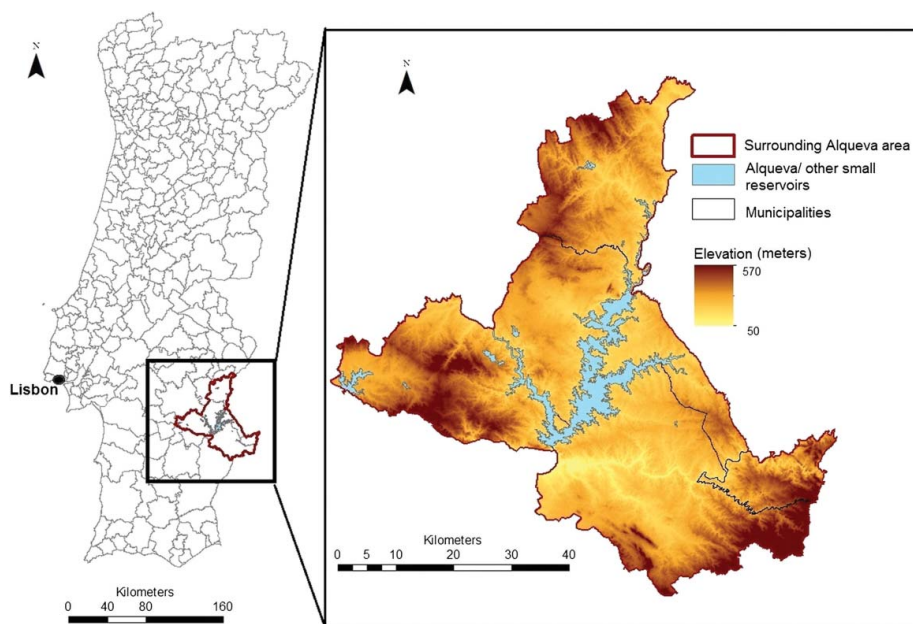 N
Lisbon
Kilometers
0 40 80 160
N
Surrounding Alqueva area
Alqueva/ other small
reservoirs
Municipalities
Elevation (meters)
570
50
Kilometers
0 5 10 20 30 40